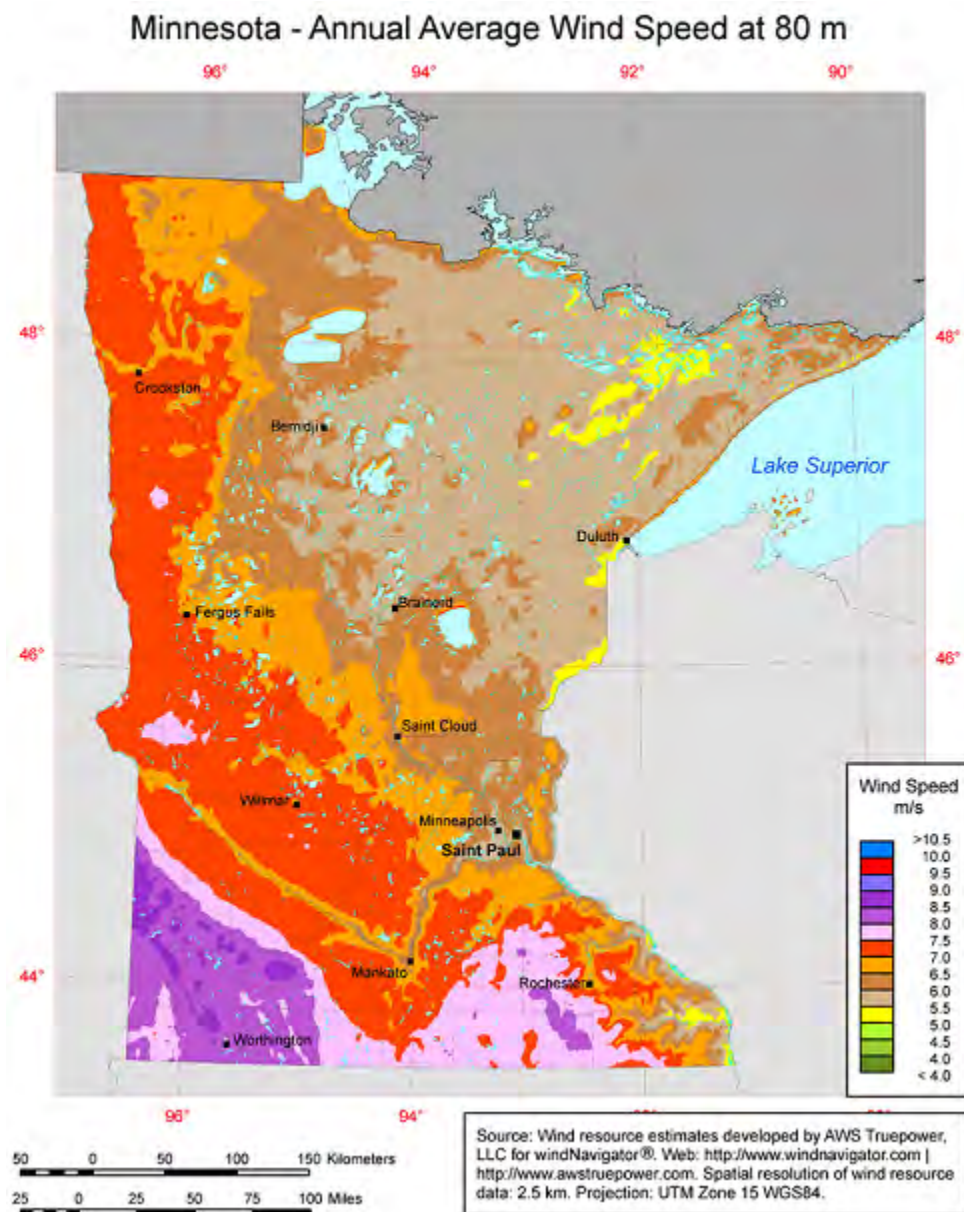 Minnesota - Annual Average Wind Speed at 80 m
96° 94° 92° 90°
48° 48°
Crookston
Bemidji
Lake Superior
Duluth
Brainerd
Fergus Falls
46° 46°
Saint Cloud
Willmar
Minneapolis
Saint Paul
Wind Speed
m/s
>10.5
10.0
9.5
9.0
8.5
8.0
7.5
7.0
6.5
6.0
5.5
5.0
4.5
4.0
< 4.0
44°
Mankato
Rochester
Worthington
96° 94°
50 0 50 100 150 Kilometers
25 0 25 50 75 100 Miles
Source: Wind resource estimates developed by AWS Truepower,
LLC for windNavigator®. Web: http://www.windnavigator.com |
http://www.awstruepower.com. Spatial resolution of wind resource
data: 2.5 km. Projection: UTM Zone 15 WGS84.